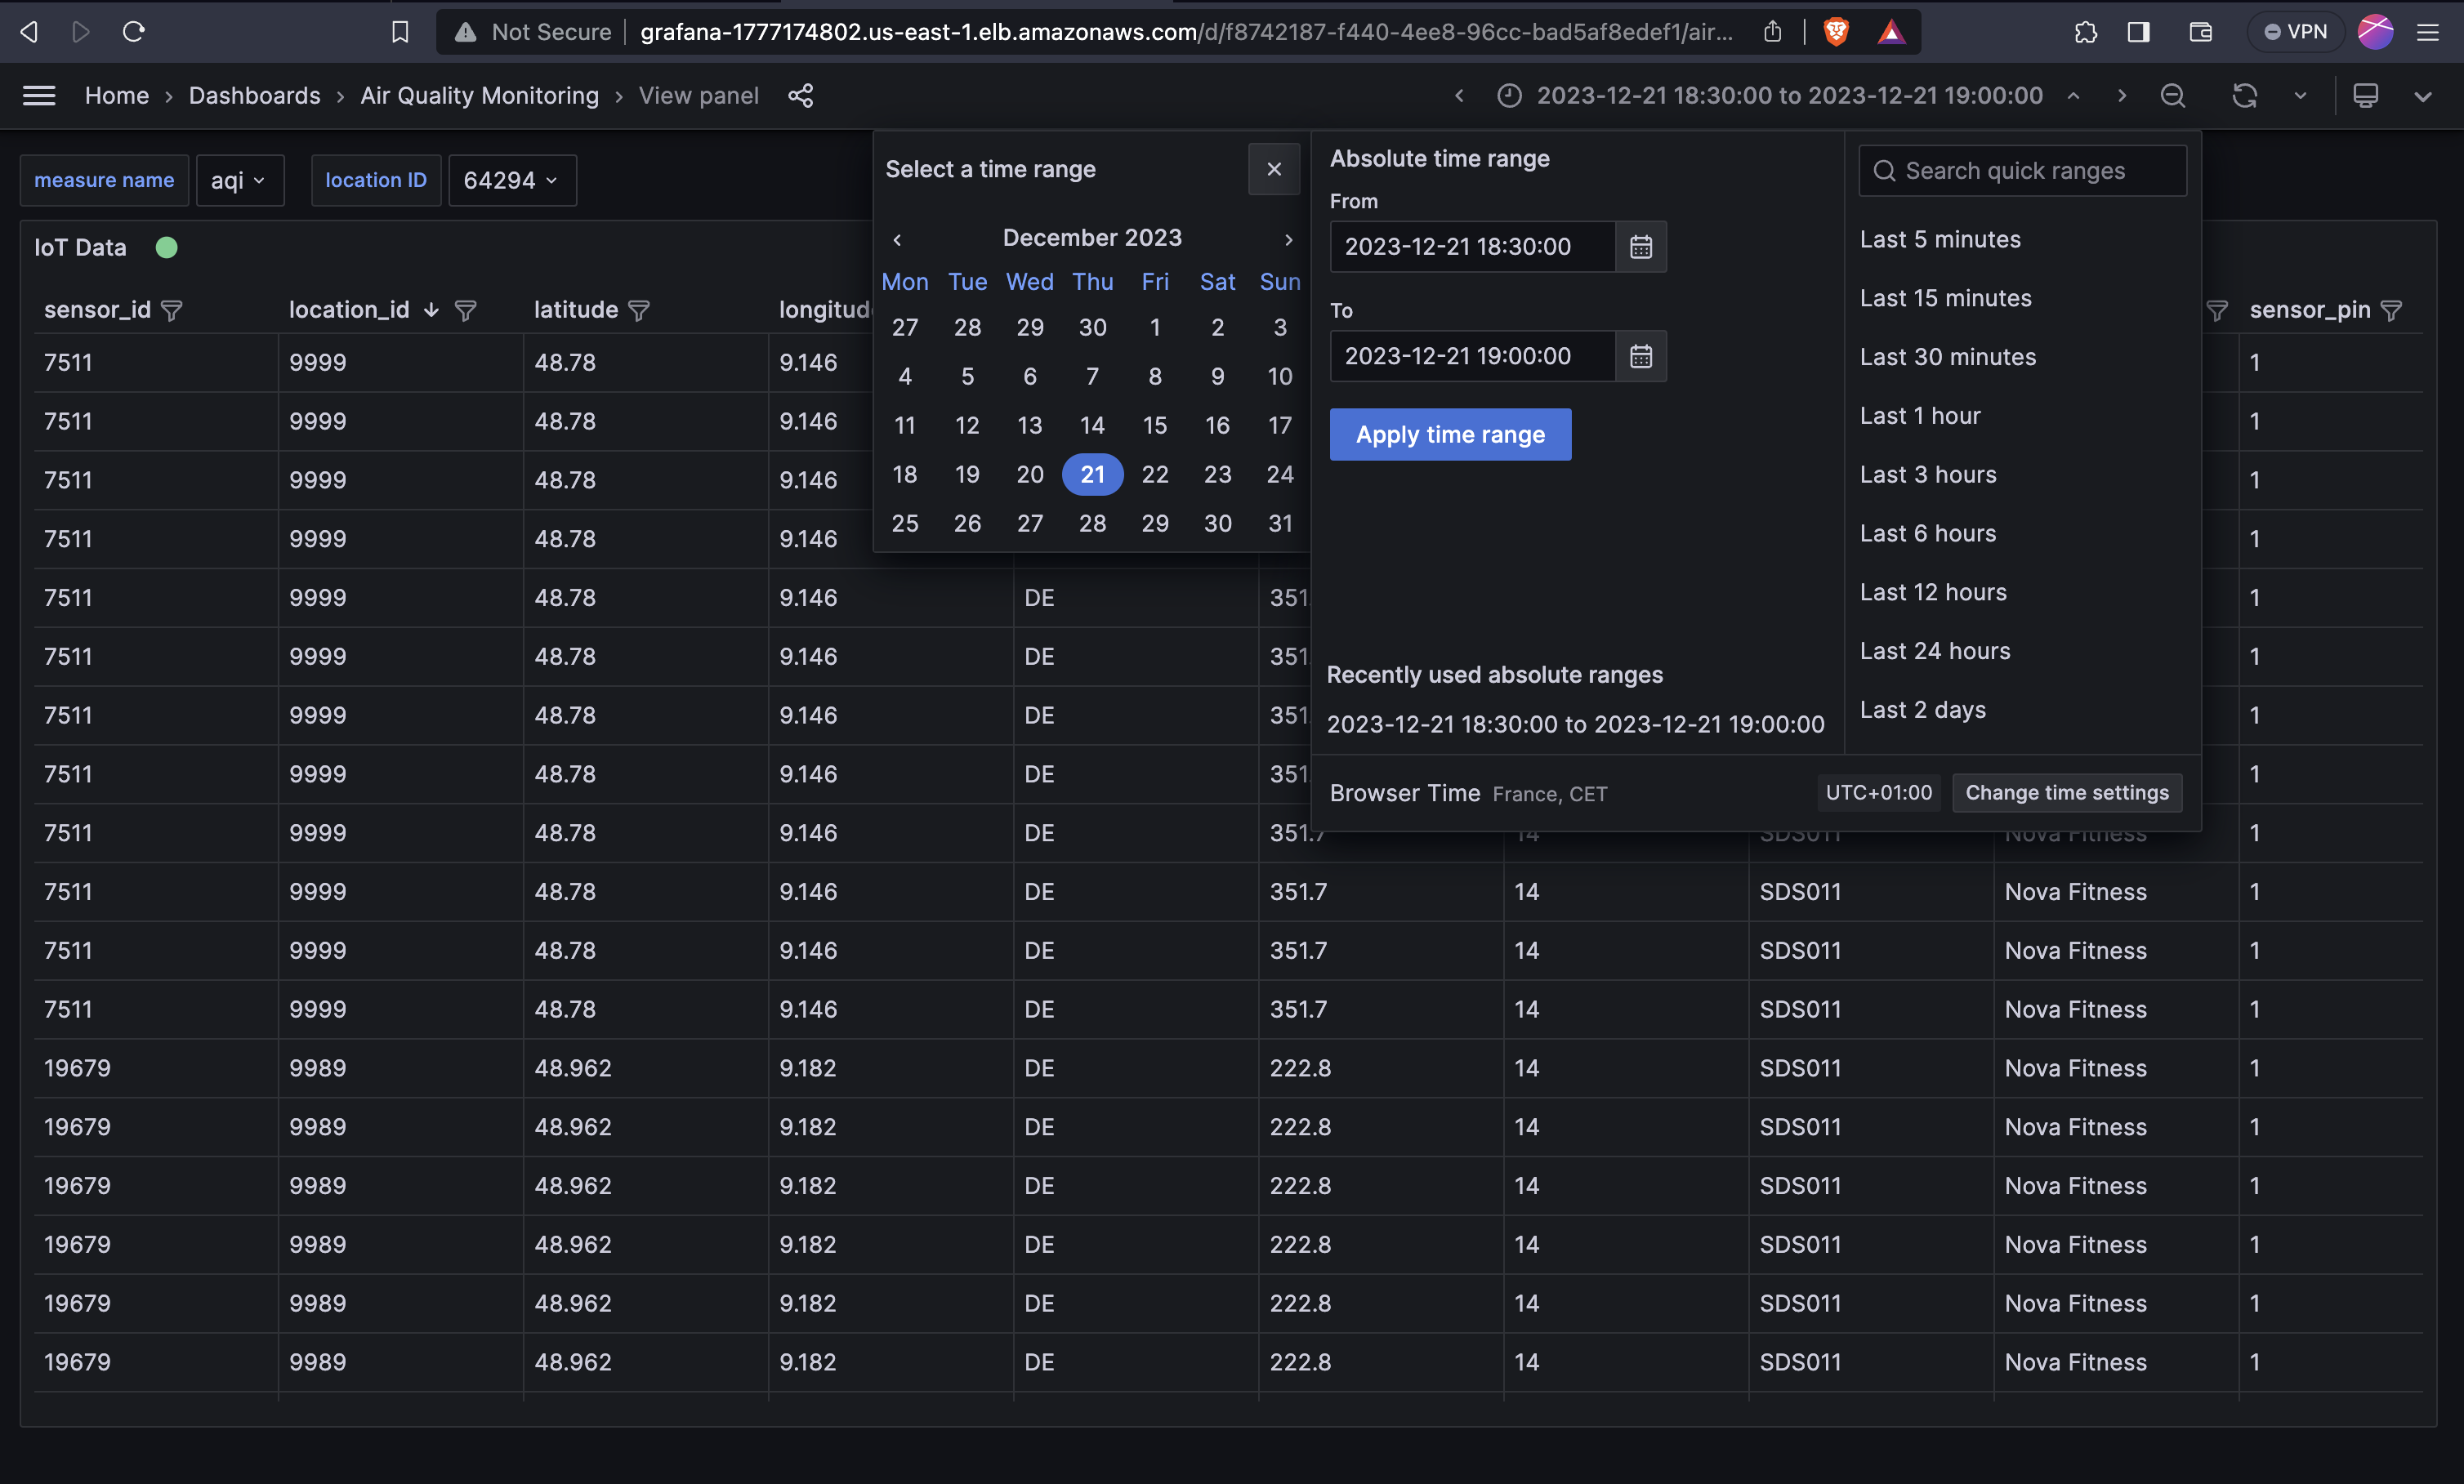 Not Secure grafana-1777174802.us-east-1.elb.amazonaws.com/d/f8742187-f440-4ee8-96cc-bad5af8edef1/air... VPN
Home › Dashboards › Air Quality Monitoring › View panel 2023-12-21 18:30:00 to 2023-12-21 19:00:00
measure name aqi location ID 64294
Select a time range
December 2023
Mon Tue Wed Thu Fri Sat Sun
27 28 29 30 1 2 3
4 5 6 7 8 9 10
11 12 13 14 15 16 17
18 19 20 21 22 23 24
25 26 27 28 29 30 31
Absolute time range
From
2023-12-21 18:30:00
To
2023-12-21 19:00:00
Apply time range
Recently used absolute ranges
2023-12-21 18:30:00 to 2023-12-21 19:00:00
Search quick ranges
Last 5 minutes
Last 15 minutes
Last 30 minutes
Last 1 hour
Last 3 hours
Last 6 hours
Last 12 hours
Last 24 hours
Last 2 days
Browser Time France, CET UTC+01:00 Change time settings
IoT Data
sensor_id location_id latitude longitud sensor_pin
7511 9999 48.78 9.146 1
7511 9999 48.78 9.146 1
7511 9999 48.78 9.146 1
7511 9999 48.78 9.146 1
7511 9999 48.78 9.146 DE 351. 1
7511 9999 48.78 9.146 DE 351. 1
7511 9999 48.78 9.146 DE 351. 1
7511 9999 48.78 9.146 DE 351. 1
7511 9999 48.78 9.146 DE 351.7 14 SDS011 Nova Fitness 1
7511 9999 48.78 9.146 DE 351.7 14 SDS011 Nova Fitness 1
7511 9999 48.78 9.146 DE 351.7 14 SDS011 Nova Fitness 1
7511 9999 48.78 9.146 DE 351.7 14 SDS011 Nova Fitness 1
19679 9989 48.962 9.182 DE 222.8 14 SDS011 Nova Fitness 1
19679 9989 48.962 9.182 DE 222.8 14 SDS011 Nova Fitness 1
19679 9989 48.962 9.182 DE 222.8 14 SDS011 Nova Fitness 1
19679 9989 48.962 9.182 DE 222.8 14 SDS011 Nova Fitness 1
19679 9989 48.962 9.182 DE 222.8 14 SDS011 Nova Fitness 1
19679 9989 48.962 9.182 DE 222.8 14 SDS011 Nova Fitness 1